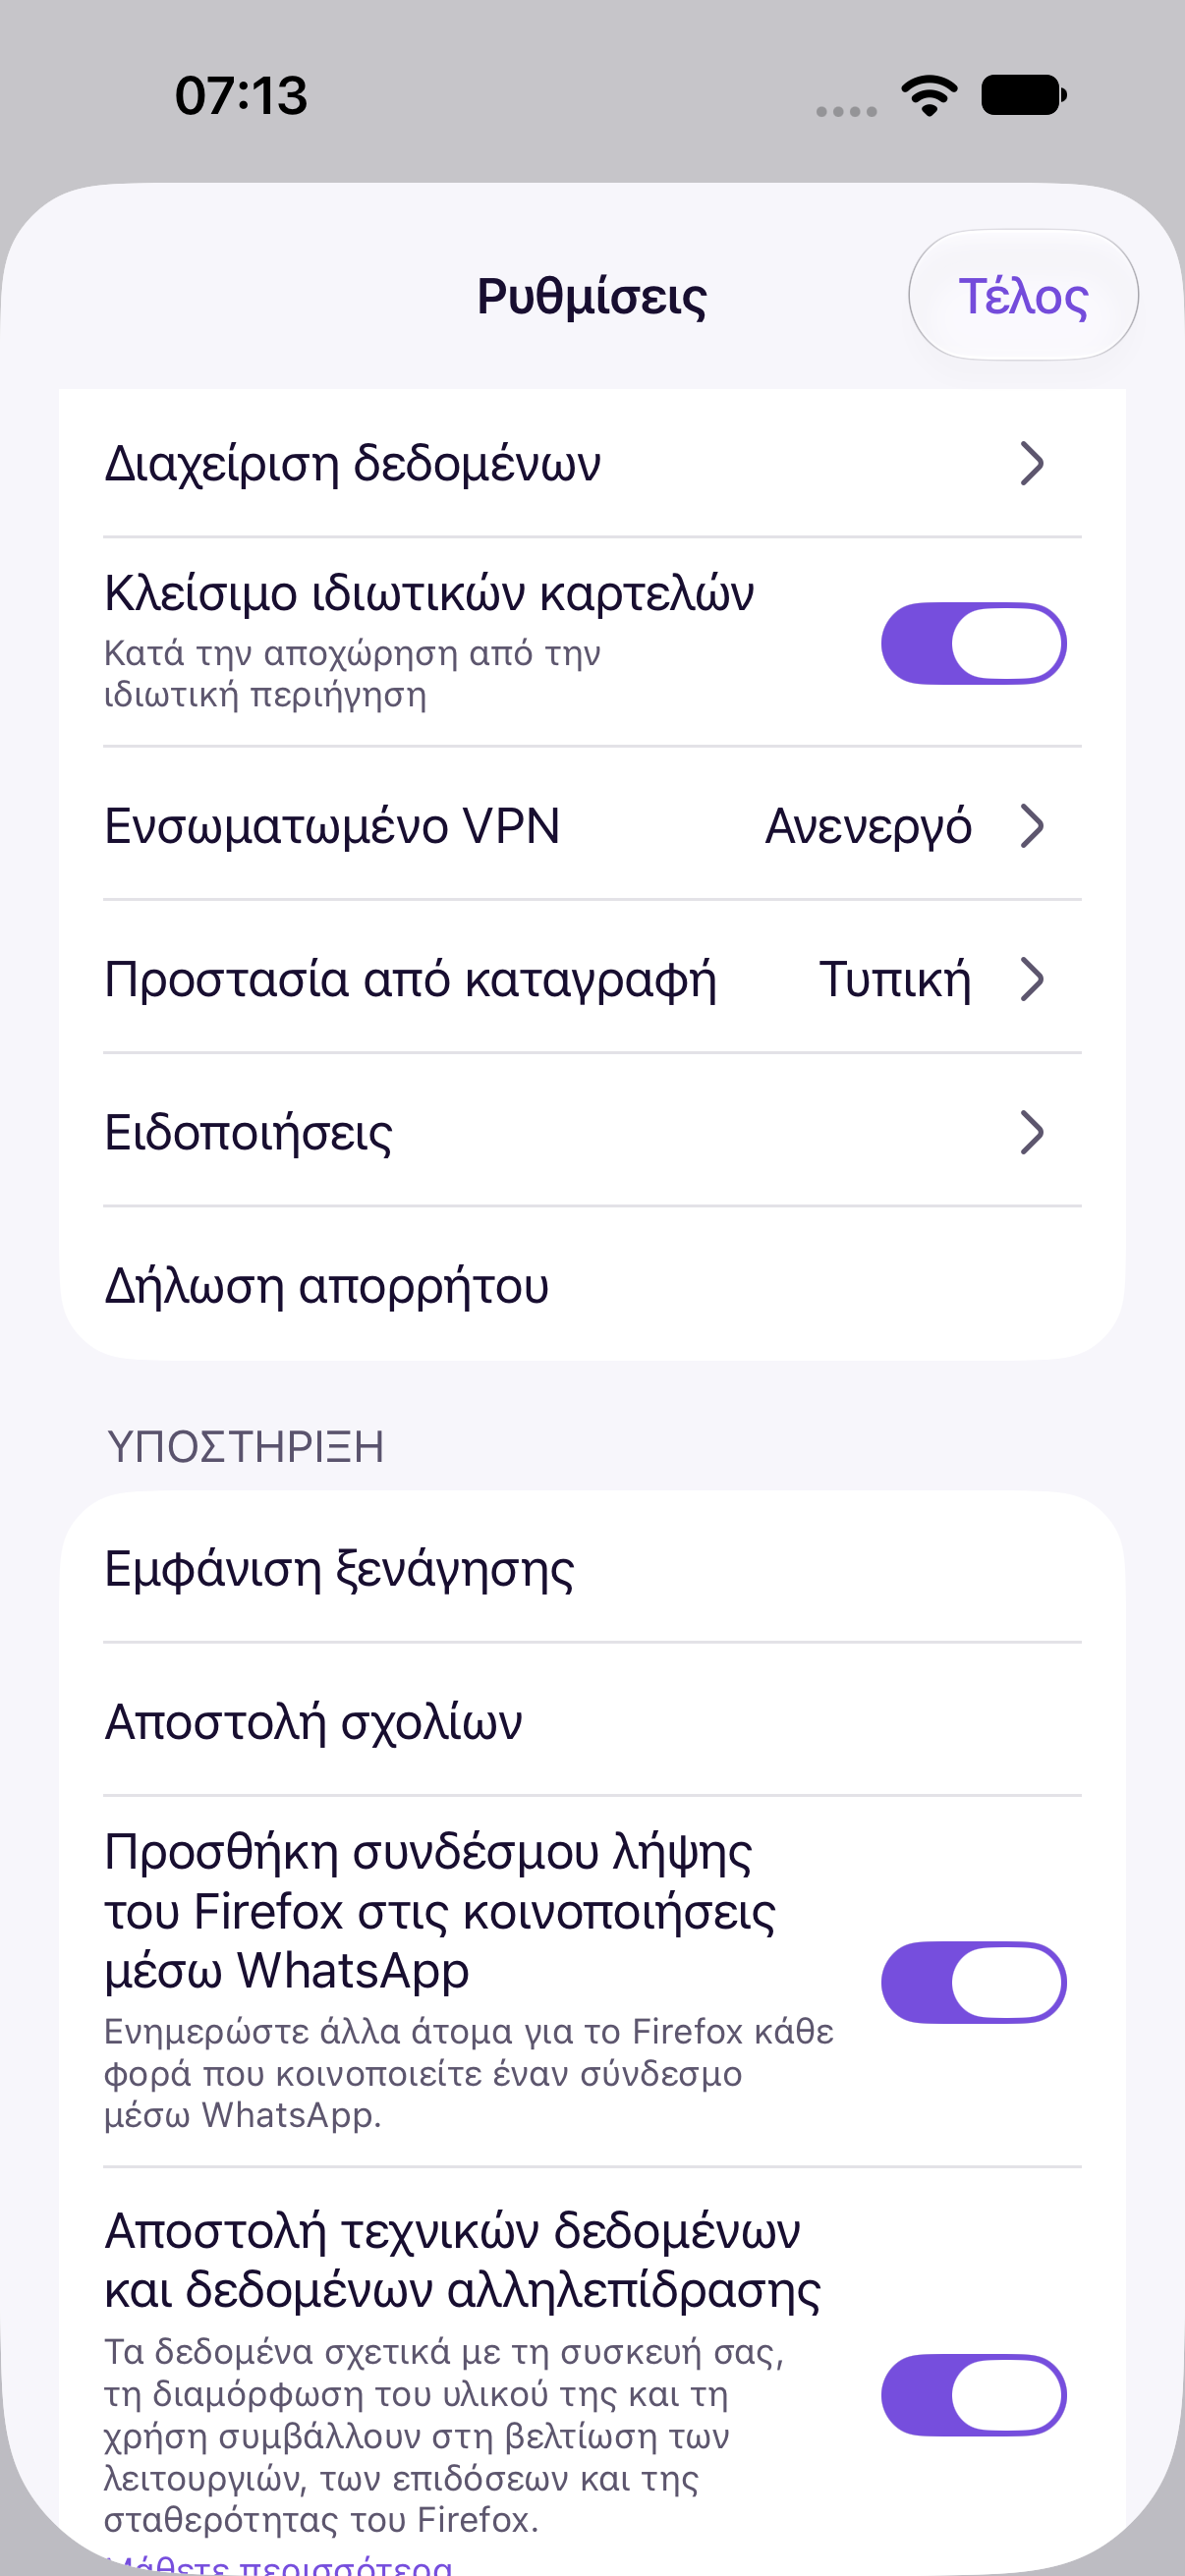 07:13
Ρυθμίσεις
Τέλος
Διαχείριση δεδομένων
Κλείσιμο ιδιωτικών καρτελών
Κατά την αποχώρηση από την
ιδιωτική περιήγηση
Ενσωματωμένο VPN Ανενεργό
Προστασία από καταγραφή Τυπική
Ειδοποιήσεις
Δήλωση απορρήτου
ΥΠΟΣΤΗΡΙΞΗ
Εμφάνιση ξενάγησης
Αποστολή σχολίων
Προσθήκη συνδέσμου λήψης
του Firefox στις κοινοποιήσεις
μέσω WhatsApp
Ενημερώστε άλλα άτομα για το Firefox κάθε
φορά που κοινοποιείτε έναν σύνδεσμο
μέσω WhatsApp.
Αποστολή τεχνικών δεδομένων
και δεδομένων αλληλεπίδρασης
Τα δεδομένα σχετικά με τη συσκευή σας,
τη διαμόρφωση του υλικού της και τη
χρήση συμβάλλουν στη βελτίωση των
λειτουργιών, των επιδόσεων και της
σταθερότητας του Firefox.
Μάθετε περισσότερα